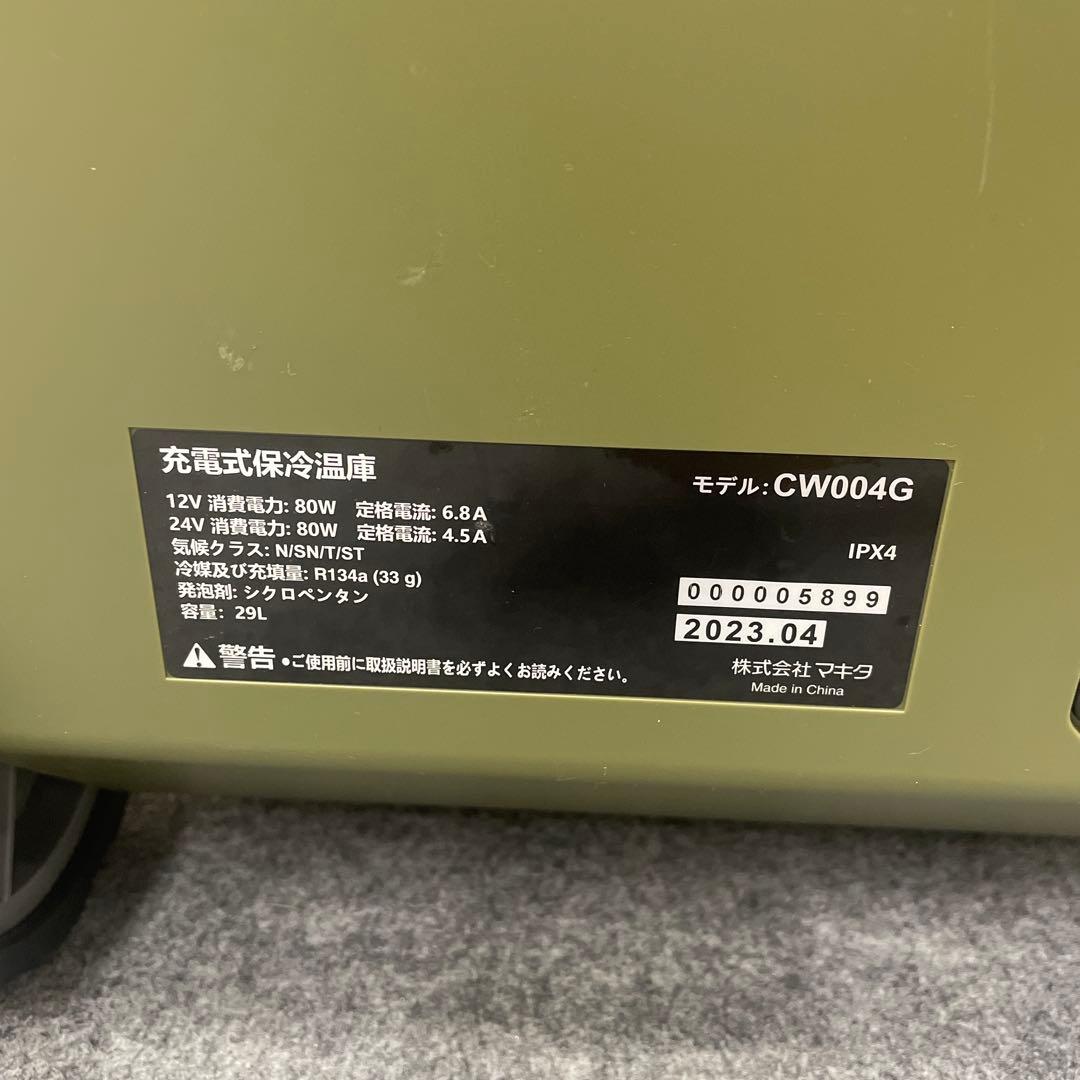 充電式保冷温庫
12V 消費電力: 80W 定格電流: 6.8A
24V 消費電力: 80W 定格電流: 4.5A
気候クラス: N/SN/T/ST
冷媒及び充填量: R134a (33 g)
発泡剤: シクロペンタン
容量: 29L
警告 •ご使用前に取扱説明書を必ずよくお読みください。
モデル: CW004G
IPX4
000005899
2023.04
株式会社 マキタ
Made in China